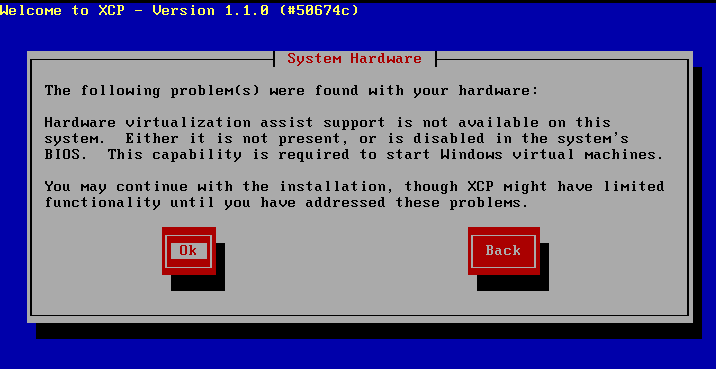 Welcome to XCP - Version 1.1.0 (#50674c)
System Hardware
The following problem(s) were found with your hardware:
Hardware virtualization assist support is not available on this
system.  Either it is not present, or is disabled in the system's
BIOS.  This capability is required to start Windows virtual machines.
You may continue with the installation, though XCP might have limited
functionality until you have addressed these problems.
Ok Back